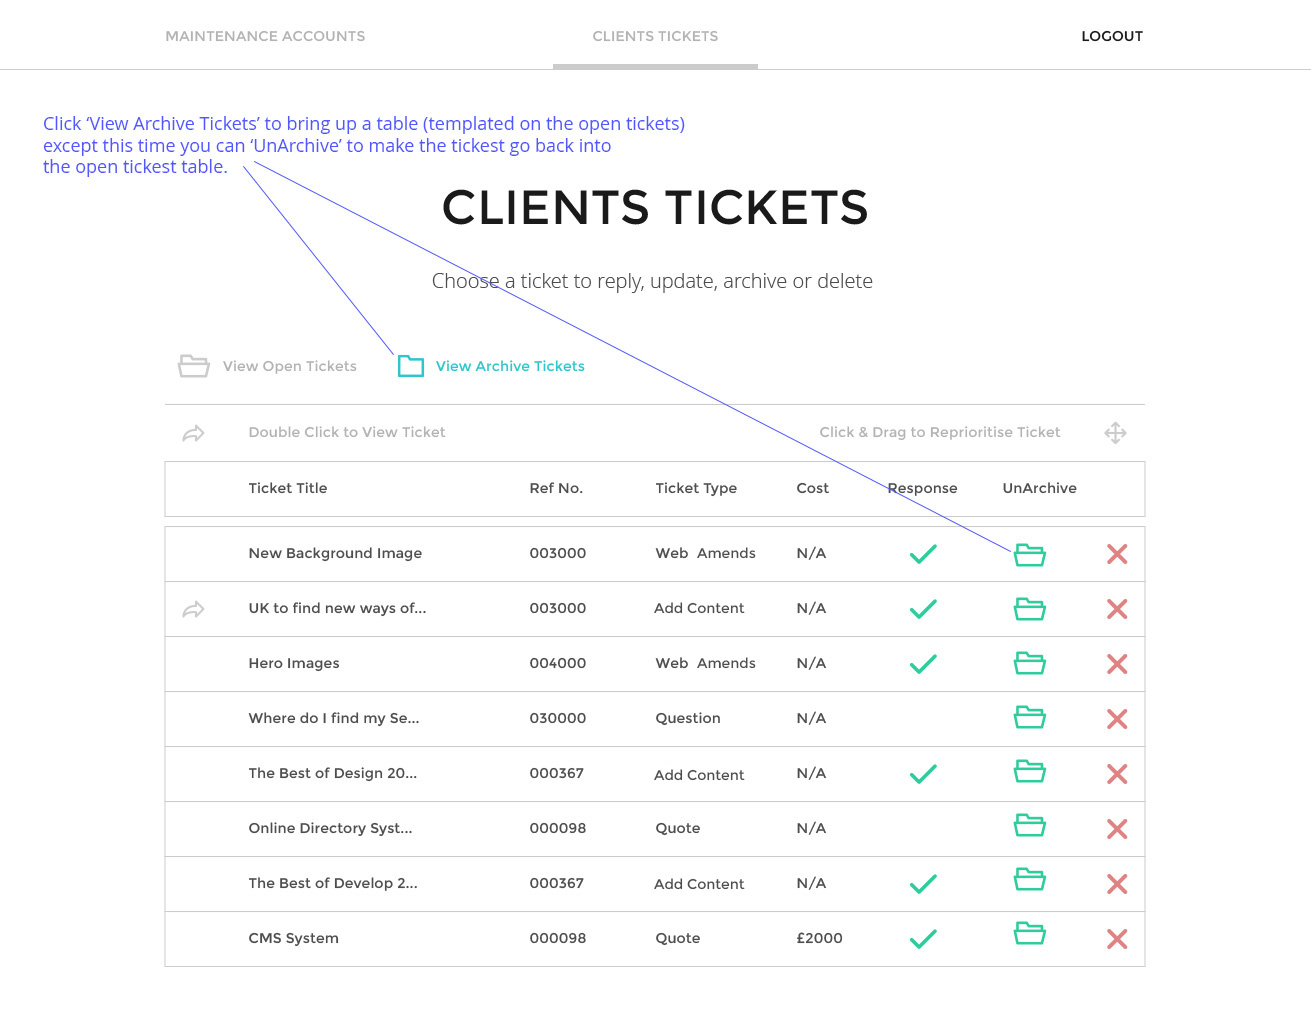 MAINTENANCE ACCOUNTS CLIENTS TICKETS LOGOUT
Click ‘View Archive Tickets’ to bring up a table (templated on the open tickets)
except this time you can ‘UnArchive’ to make the tickest go back into
the open tickest table.
CLIENTS TICKETS
Choose a ticket to reply, update, archive or delete
View Open Tickets View Archive Tickets
Double Click to View Ticket Click & Drag to Reprioritise Ticket
Ticket Title Ref No. Ticket Type Cost Response UnArchive
New Background Image 003000 Web Amends N/A
UK to find new ways of... 003000 Add Content N/A
Hero Images 004000 Web Amends N/A
Where do I find my Se... 030000 Question N/A
The Best of Design 20... 000367 Add Content N/A
Online Directory Syst... 000098 Quote N/A
The Best of Develop 2... 000367 Add Content N/A
CMS System 000098 Quote £2000